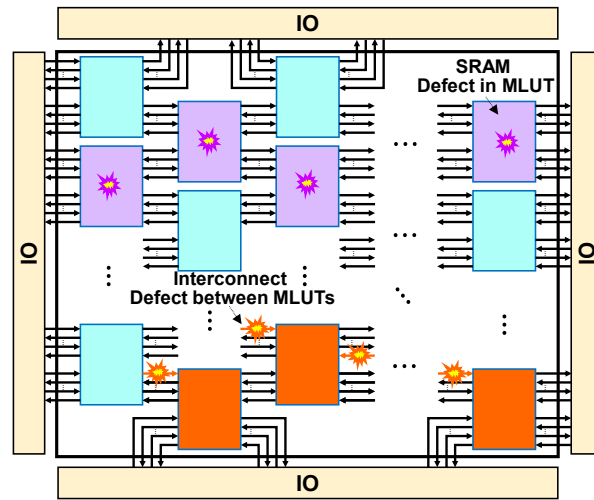 IO
SRAM
Defect in MLUT
IO
IO
Interconnect
Defect between MLUTs
IO